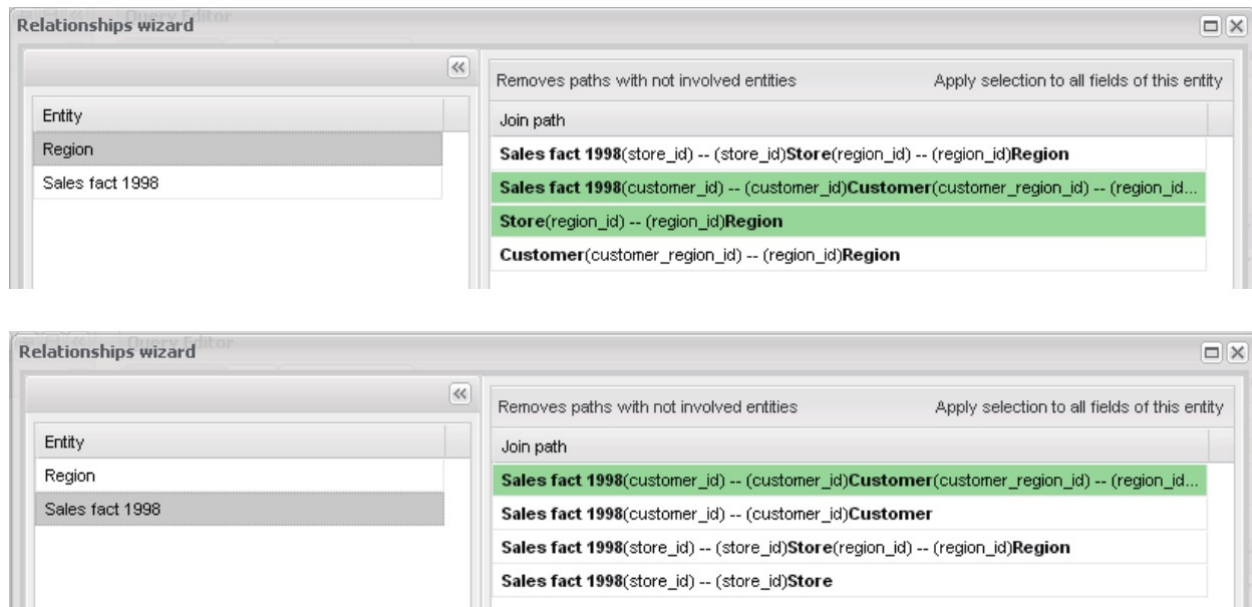 Query Editor
Relationships wizard
Removes paths with not involved entities Apply selection to all fields of this entity
Entity
Region
Sales fact 1998
Join path
Sales fact 1998(store_id) -- (store_id)Store(region_id) -- (region_id)Region
Sales fact 1998(customer_id) -- (customer_id)Customer(customer_region_id) -- (region_id...
Store(region_id) -- (region_id)Region
Customer(customer_region_id) -- (region_id)Region
Query Editor
Relationships wizard
Removes paths with not involved entities Apply selection to all fields of this entity
Entity
Region
Sales fact 1998
Join path
Sales fact 1998(customer_id) -- (customer_id)Customer(customer_region_id) -- (region_id...
Sales fact 1998(customer_id) -- (customer_id)Customer
Sales fact 1998(store_id) -- (store_id)Store(region_id) -- (region_id)Region
Sales fact 1998(store_id) -- (store_id)Store